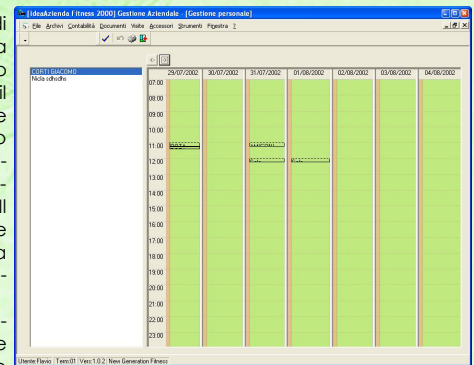 [IdeaAzienda Fitness 2000] Gestione Aziendale - [Gestione personale]
File Archivi Contabilità Documenti Visite Accessori Strumenti Finestra ?
29/07/2002 30/07/2002 31/07/2002 01/08/2002 02/08/2002 03/08/2002 04/08/2002
CORTI GIACOMO
Nicla sdhsdhs
07:00
08:00
09:00
10:00
11:00
12:00
13:00
14:00
15:00
16:00
17:00
18:00
19:00
20:00
21:00
22:00
23:00
Utente:Flavio Term:01 Vers:1.0.2 New Generation Fitness